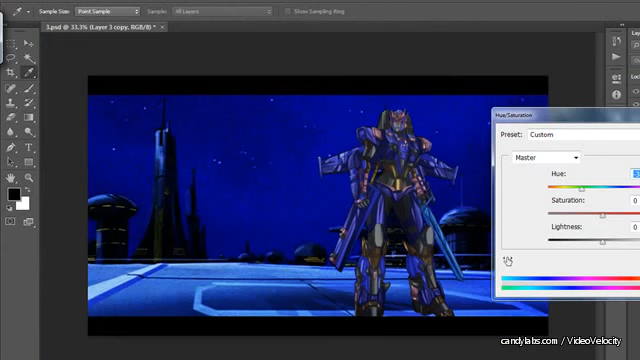 Sample Size: Point Sample
Sample: All Layers
Show Sampling Ring
3.psd @ 33.3% (Layer 3 copy, RGB/8) *
Hue/Saturation
Preset: Custom
Master
Hue:
Saturation: 0
Lightness: 0
candylabs.com / VideoVelocity